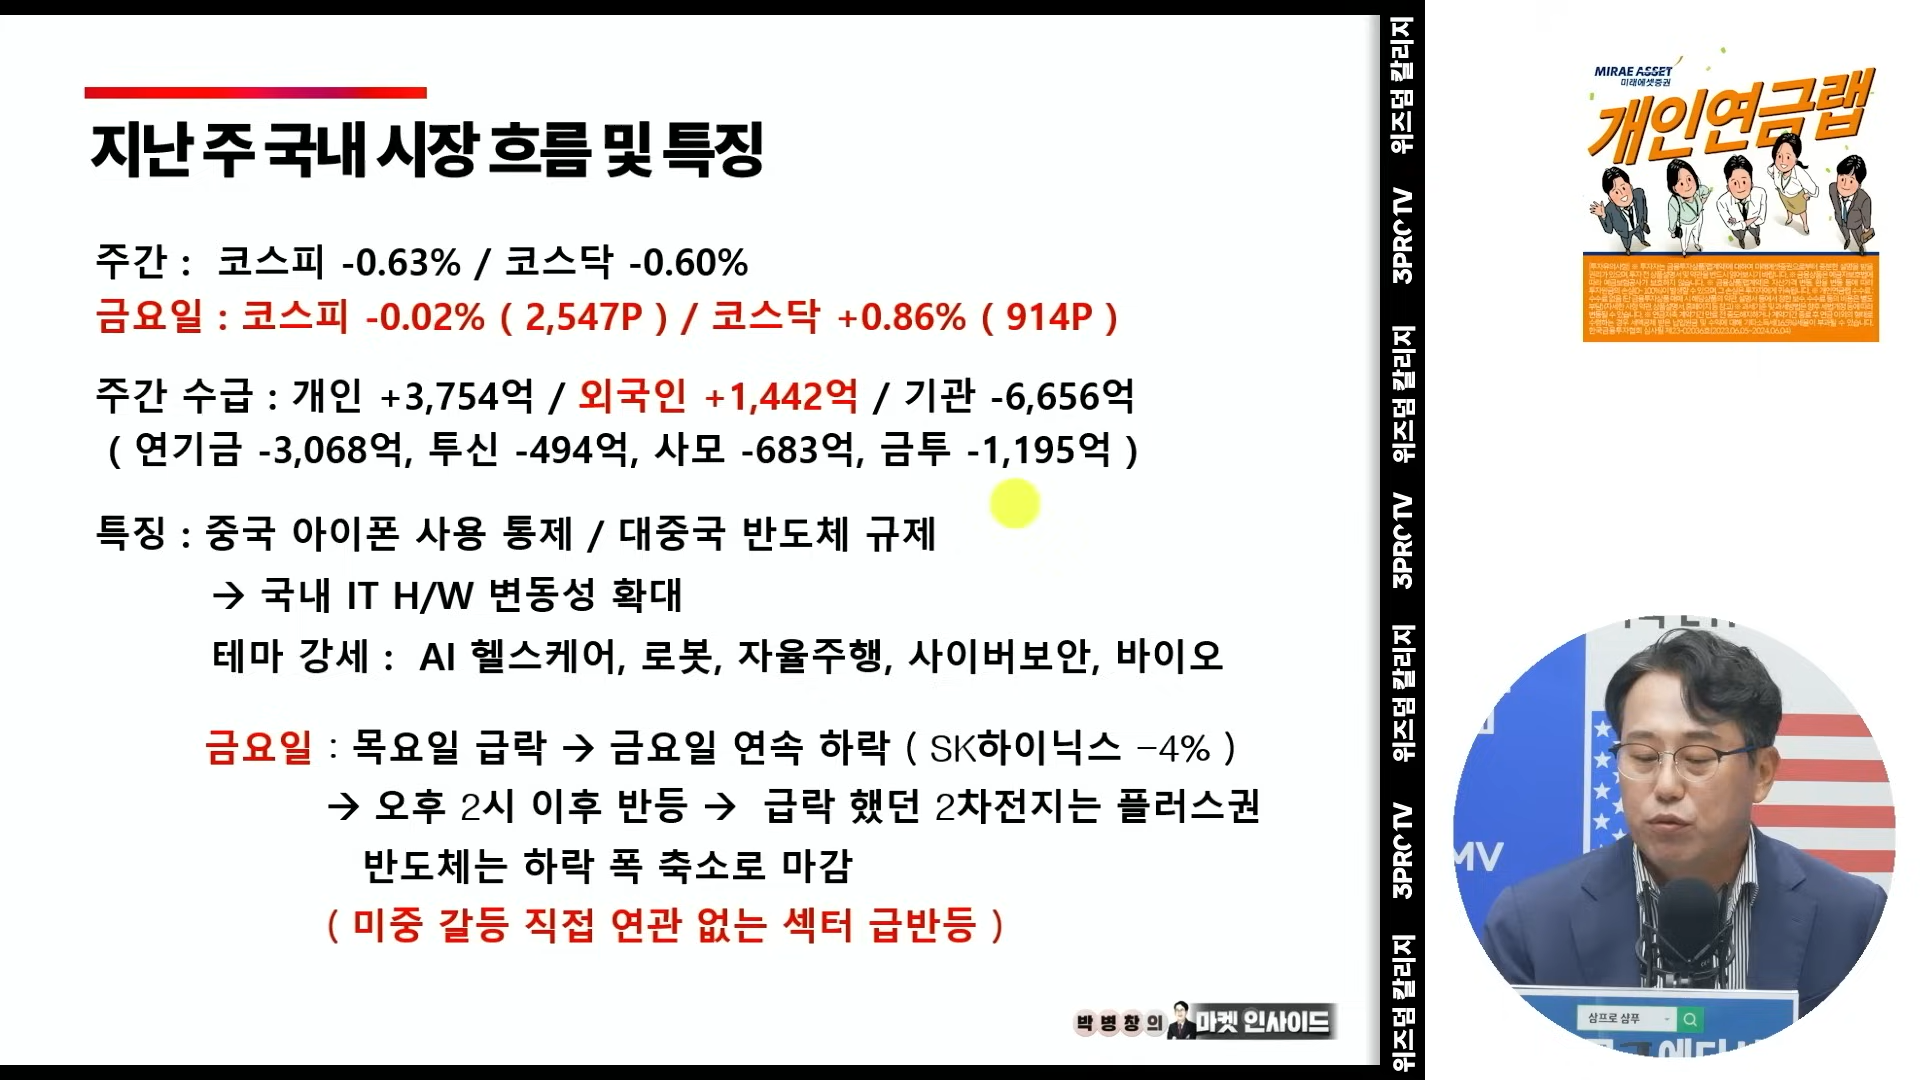 지난 주 국내 시장 흐름 및 특징
주간 : 코스피 -0.63% / 코스닥 -0.60%
금요일 : 코스피 -0.02% ( 2,547P ) / 코스닥 +0.86% ( 914P )
주간 수급 : 개인 +3,754억 / 외국인 +1,442억 / 기관 -6,656억
( 연기금 -3,068억, 투신 -494억, 사모 -683억, 금투 -1,195억 )
특징 : 중국 아이폰 사용 통제 / 대중국 반도체 규제
→ 국내 IT H/W 변동성 확대
테마 강세 : AI 헬스케어, 로봇, 자율주행, 사이버보안, 바이오
금요일 : 목요일 급락 → 금요일 연속 하락 ( SK하이닉스 –4% )
→ 오후 2시 이후 반등 → 급락 했던 2차전지는 플러스권
반도체는 하락 폭 축소로 마감
( 미중 갈등 직접 연관 없는 섹터 급반등 )
박병창의 마켓 인사이드
위즈덤 칼리지
3PROTV
위즈덤 칼리지
3PROTV
위즈덤 칼리지
3PROTV
위즈덤 칼리지
MIRAE ASSET
미래에셋증권
개인연금랩
MV
삼프로 샴푸